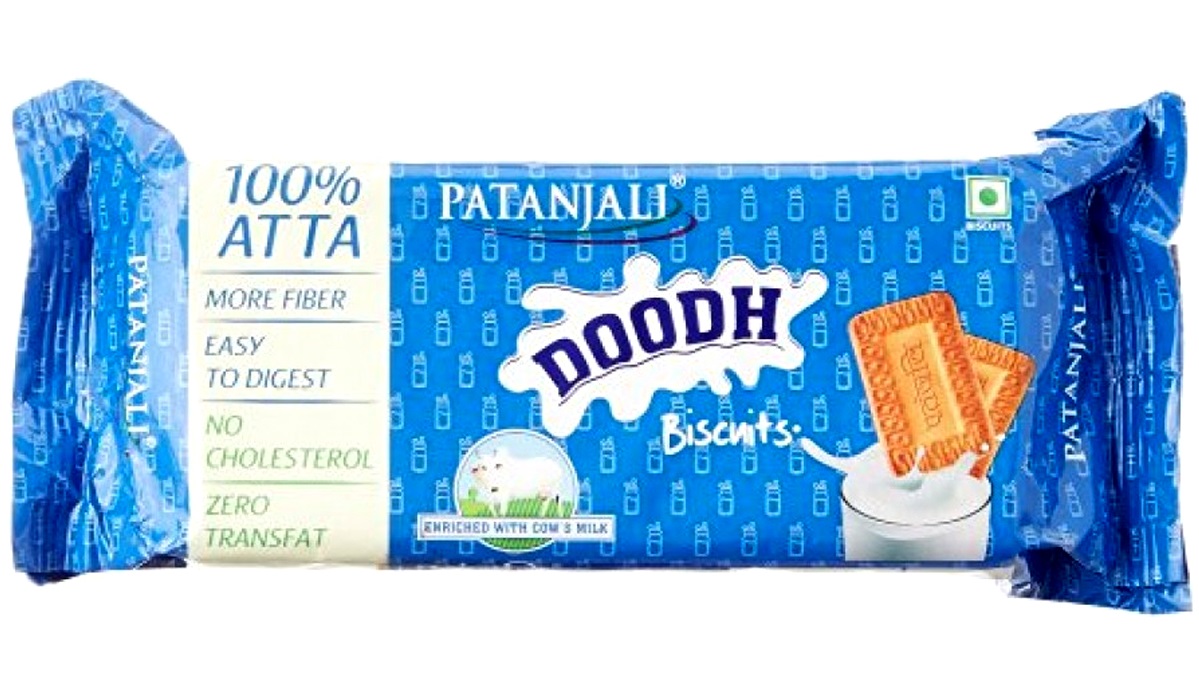 100%
ATTA
MORE FIBER
EASY
TO DIGEST
NO
CHOLESTEROL
ZERO
TRANSFAT
PATANJALI®
PATANJALI®
BISCUITS
DOODH
Biscuits
ENRICHED WITH COW'S MILK
PATANJALI